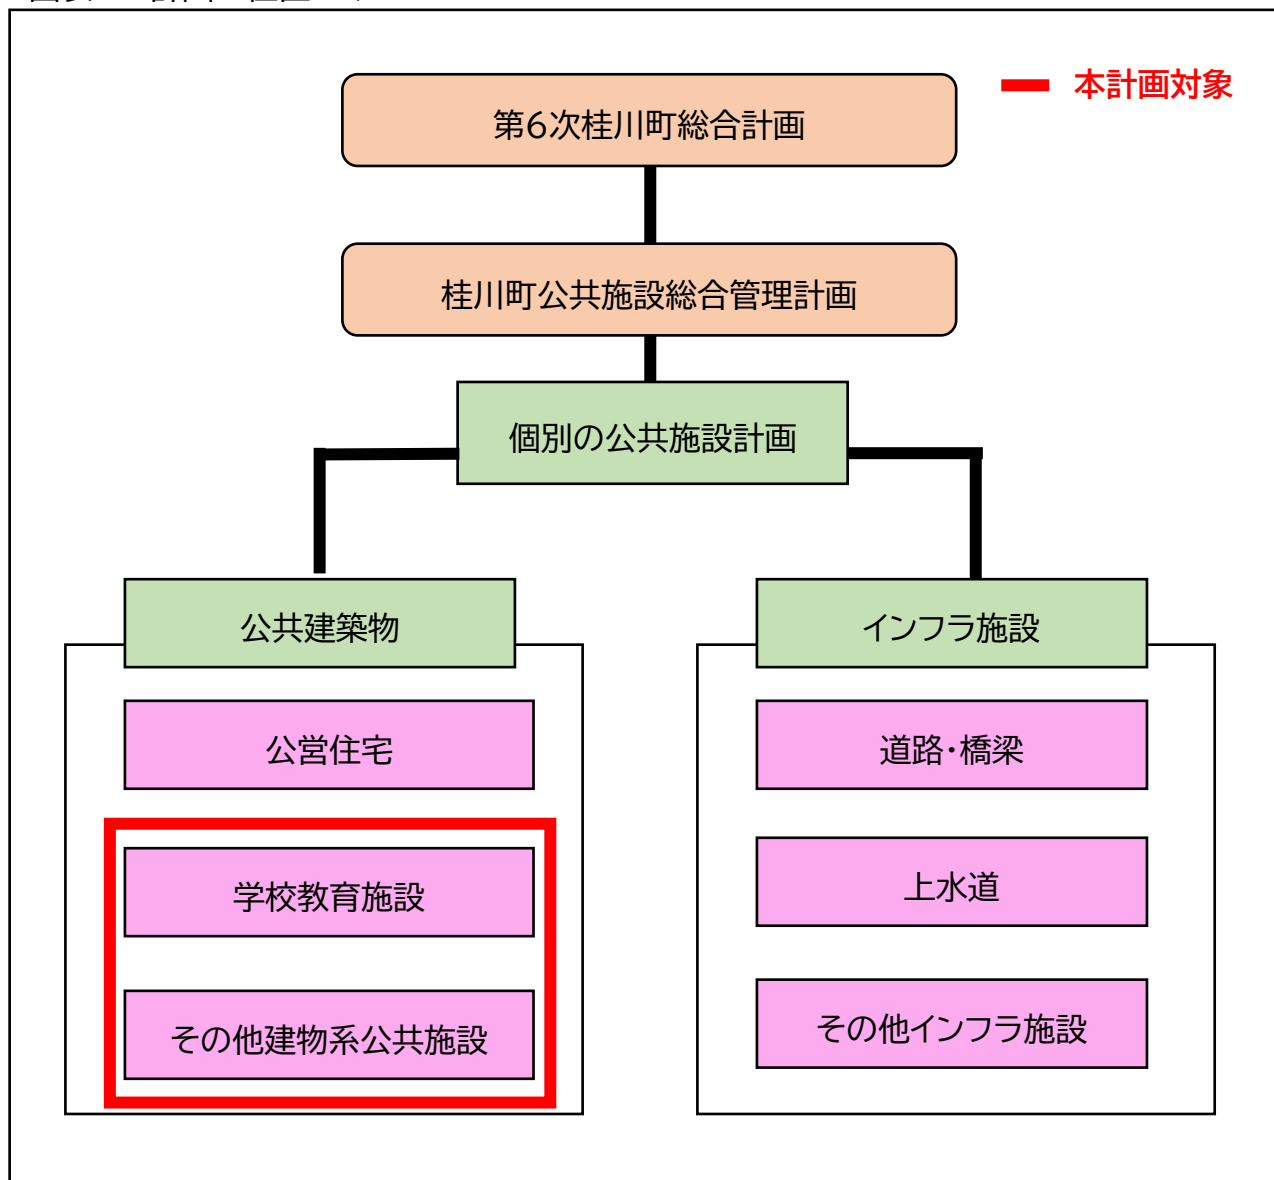 本計画対象
第6次桂川町総合計画
桂川町公共施設総合管理計画
個別の公共施設計画
公共建築物
インフラ施設
公営住宅
道路・橋梁
学校教育施設
上水道
その他建物系公共施設
その他インフラ施設